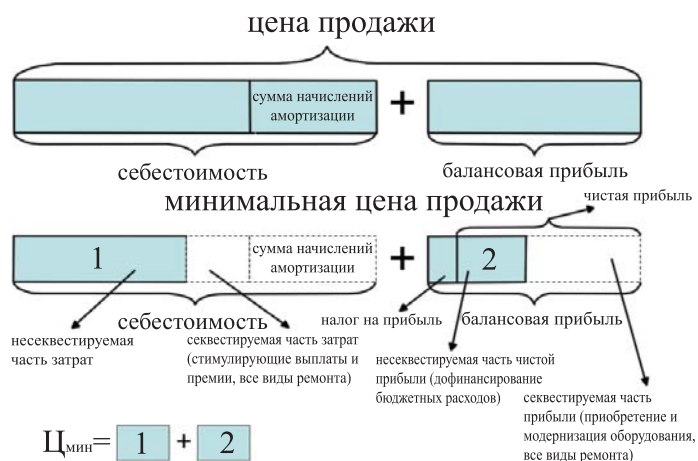 цена продажи
сумма начислений
амортизации
+
себестоимость
балансовая прибыль
минимальная цена продажи
чистая прибыль
1
сумма начислений
амортизации
+
2
несеквестируемая
часть затрат
себестоимость
секвестируемая часть затрат
(стимулирующие выплаты и
премии, все виды ремонта)
налог на прибыль
балансовая прибыль
несеквестируемая часть чистой
прибыли (дофинансирование
бюджетных расходов)
секвестируемая часть
прибыли (приобретение и
модернизация оборудования,
все виды ремонта)
Цмин= 1 + 2